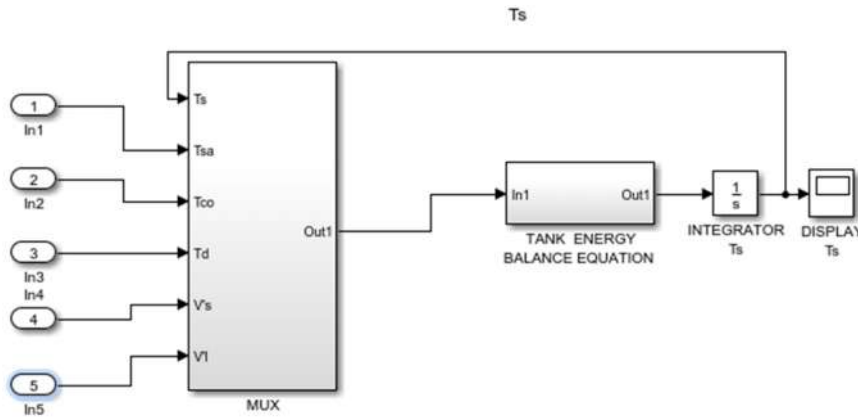 Ts
1
In1
2
In2
3
In3
In4
4
5
In5
Ts
Tsa
Tco
Td
V's
V'l
Out1
MUX
In1
Out1
TANK ENERGY
BALANCE EQUATION
1
s
INTEGRATOR
Ts
DISPLAY
Ts